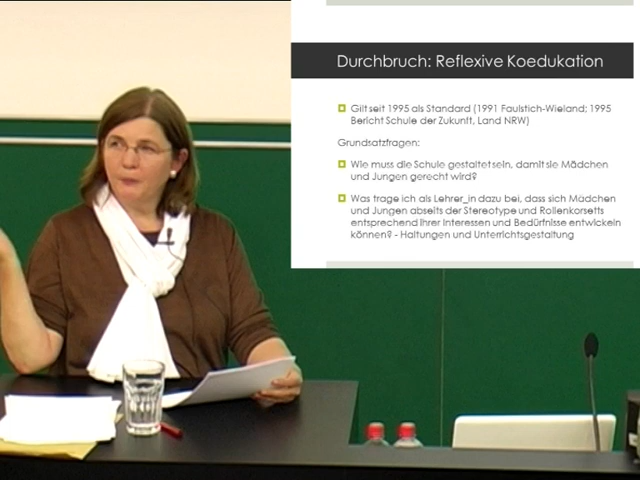 Durchbruch: Reflexive Koedukation
Gilt seit 1995 als Standard (1991 Faulstich-Wieland; 1995
Bericht Schule der Zukunft, Land NRW)
Grundsatzfragen:
Wie muss die Schule gestaltet sein, damit sie Mädchen
und Jungen gerecht wird?
Was trage ich als Lehrer_in dazu bei, dass sich Mädchen
und Jungen abseits der Stereotype und Rollenkorsetts
entsprechend ihrer Interessen und Bedürfnisse entwickeln
können? - Haltungen und Unterrichtsgestaltung